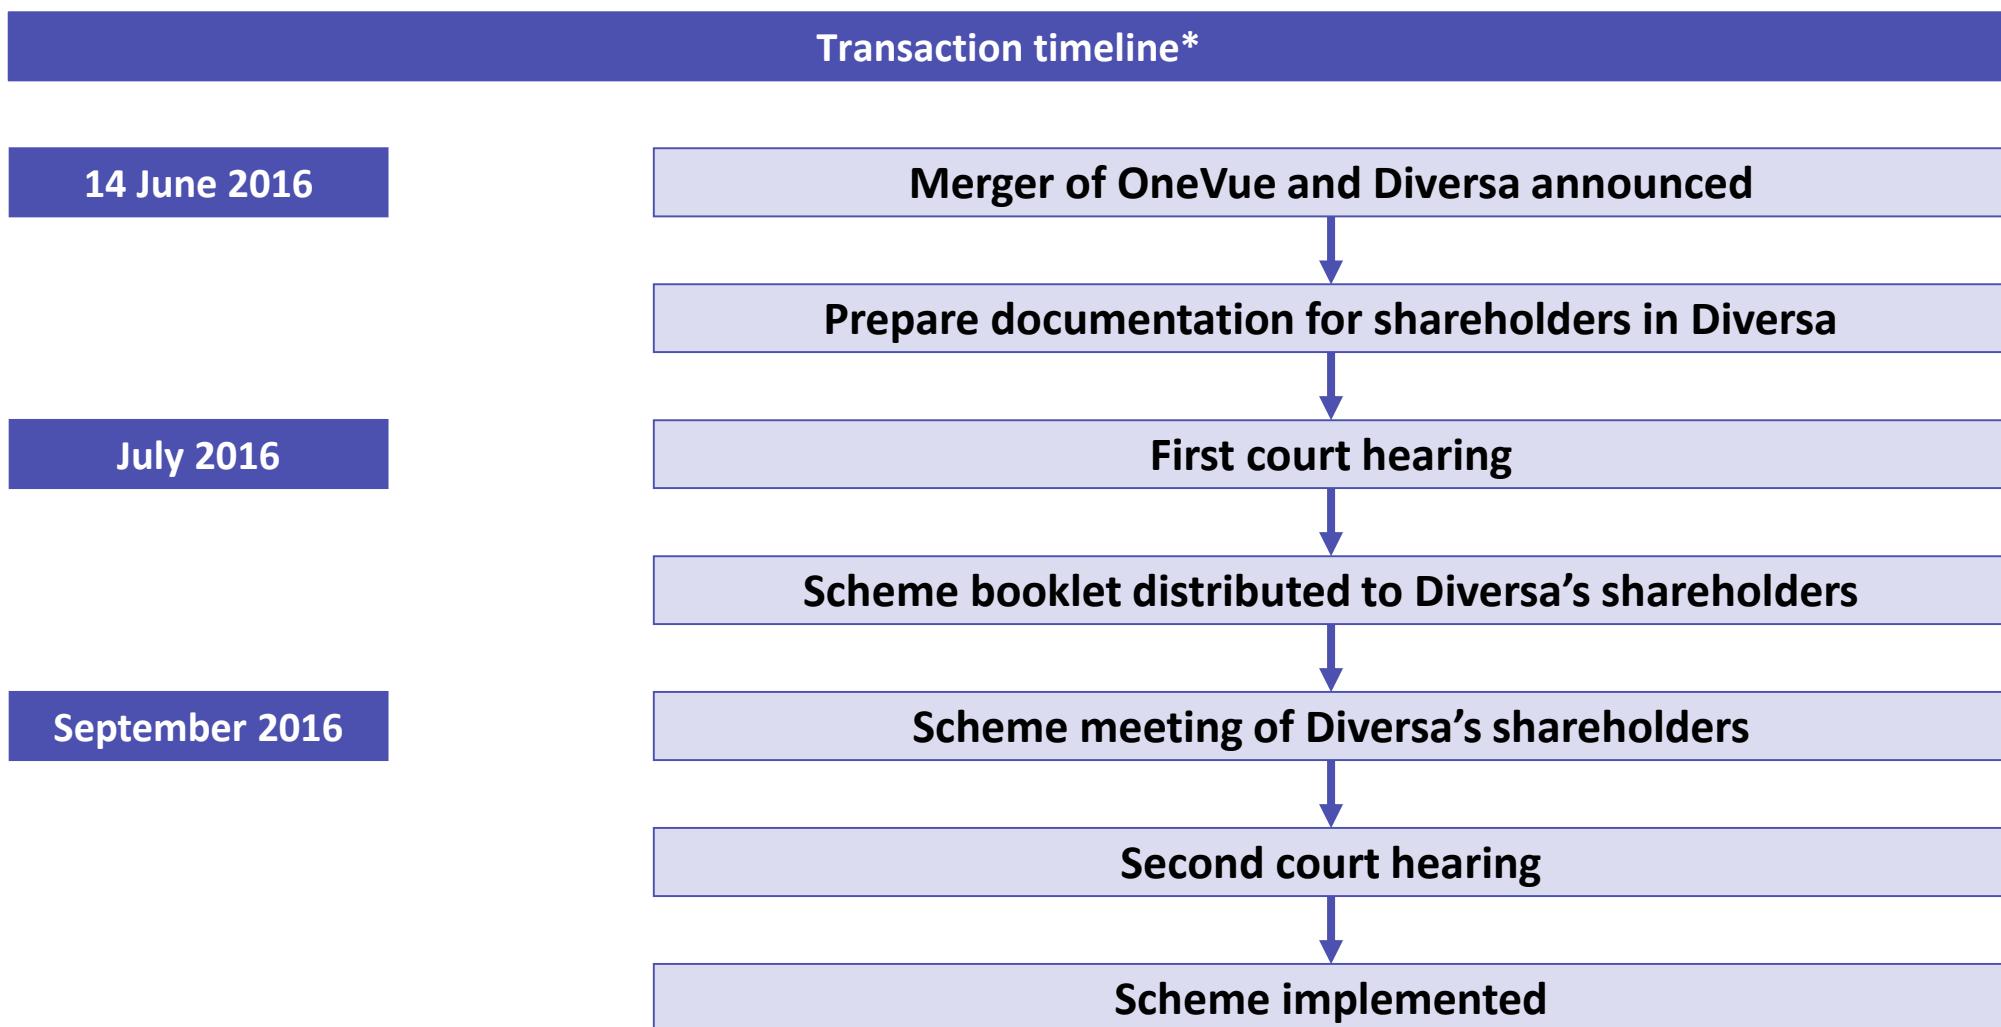 Transaction timeline*
14 June 2016
Merger of OneVue and Diversa announced
Prepare documentation for shareholders in Diversa
July 2016
First court hearing
Scheme booklet distributed to Diversa’s shareholders
September 2016
Scheme meeting of Diversa’s shareholders
Second court hearing
Scheme implemented